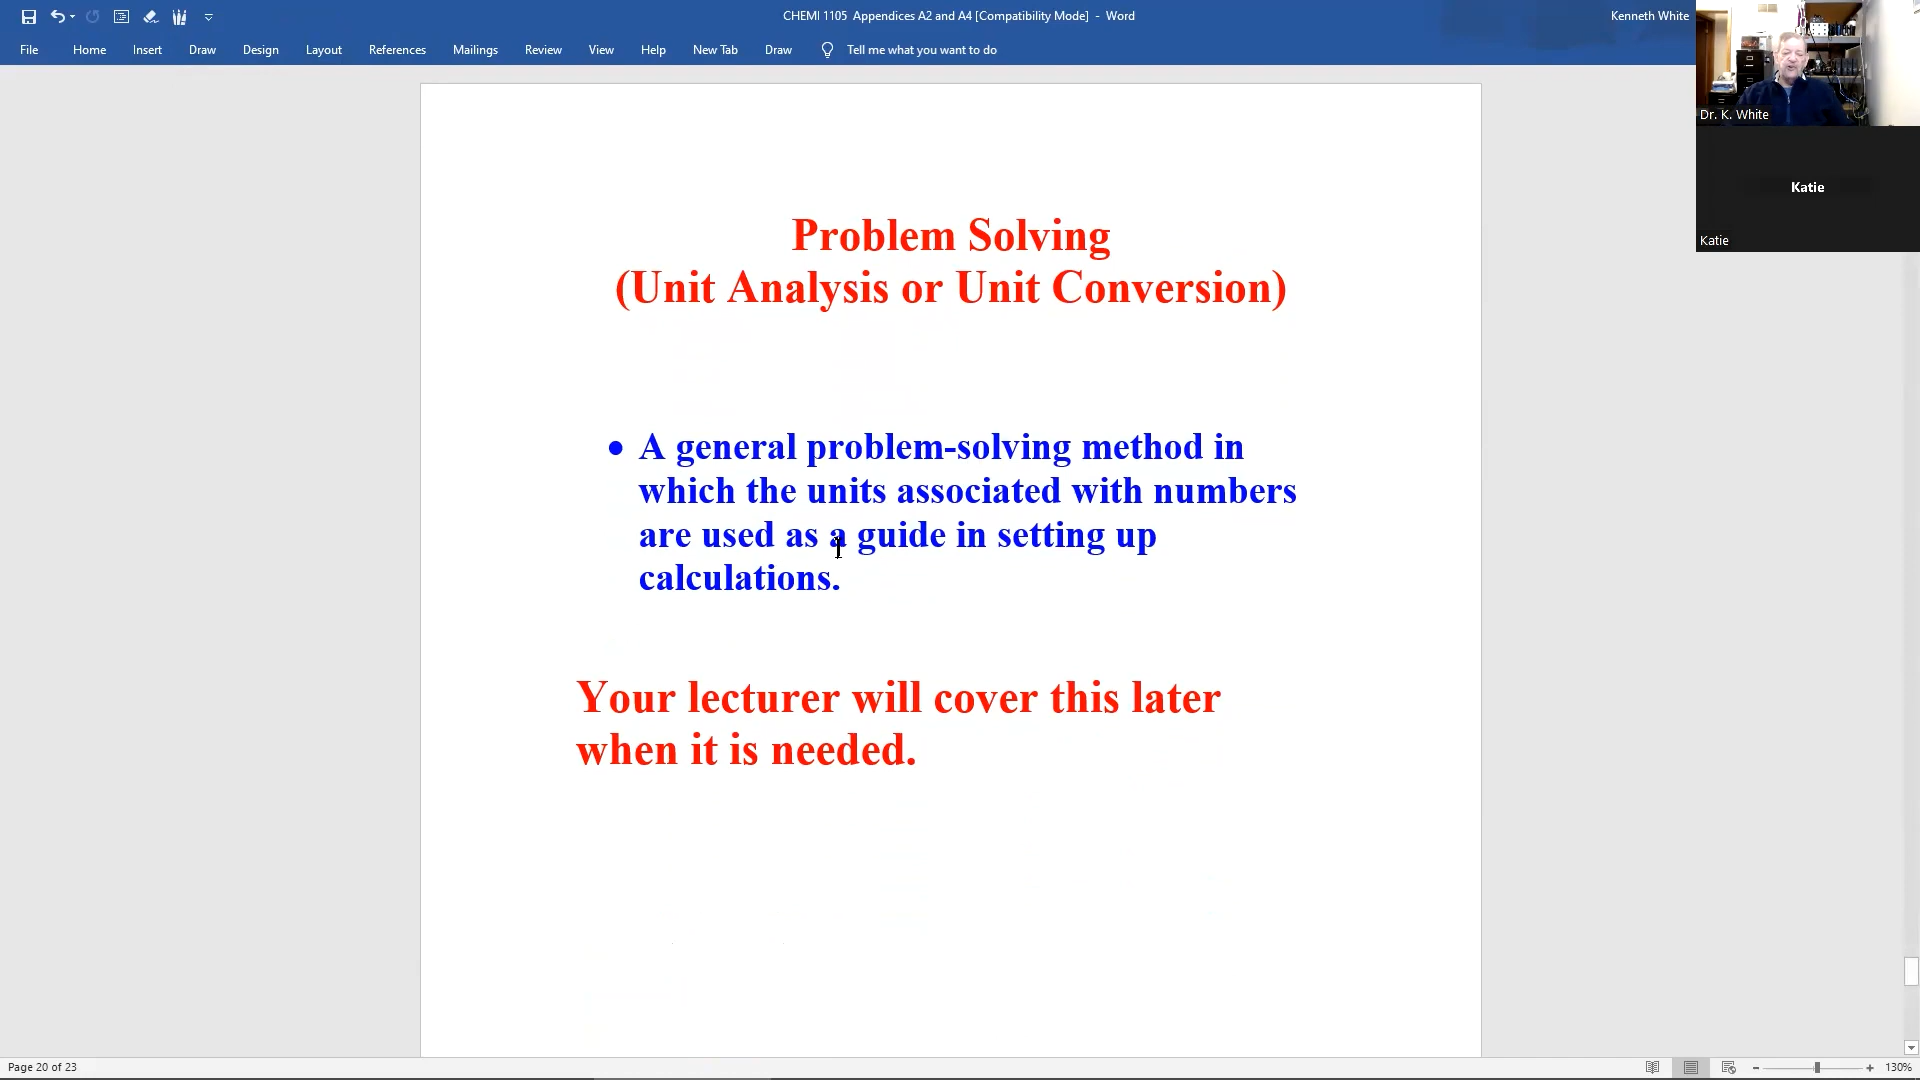 CHEMI 1105 Appendices A2 and A4 [Compatibility Mode] - Word
Kenneth White
File Home Insert Draw Design Layout References Mailings Review View Help New Tab Draw Tell me what you want to do
Dr. K. White
Katie
Katie
Problem Solving
(Unit Analysis or Unit Conversion)
• A general problem-solving method in
which the units associated with numbers
are used as a guide in setting up
calculations.
Your lecturer will cover this later
when it is needed.
Page 20 of 23
130%